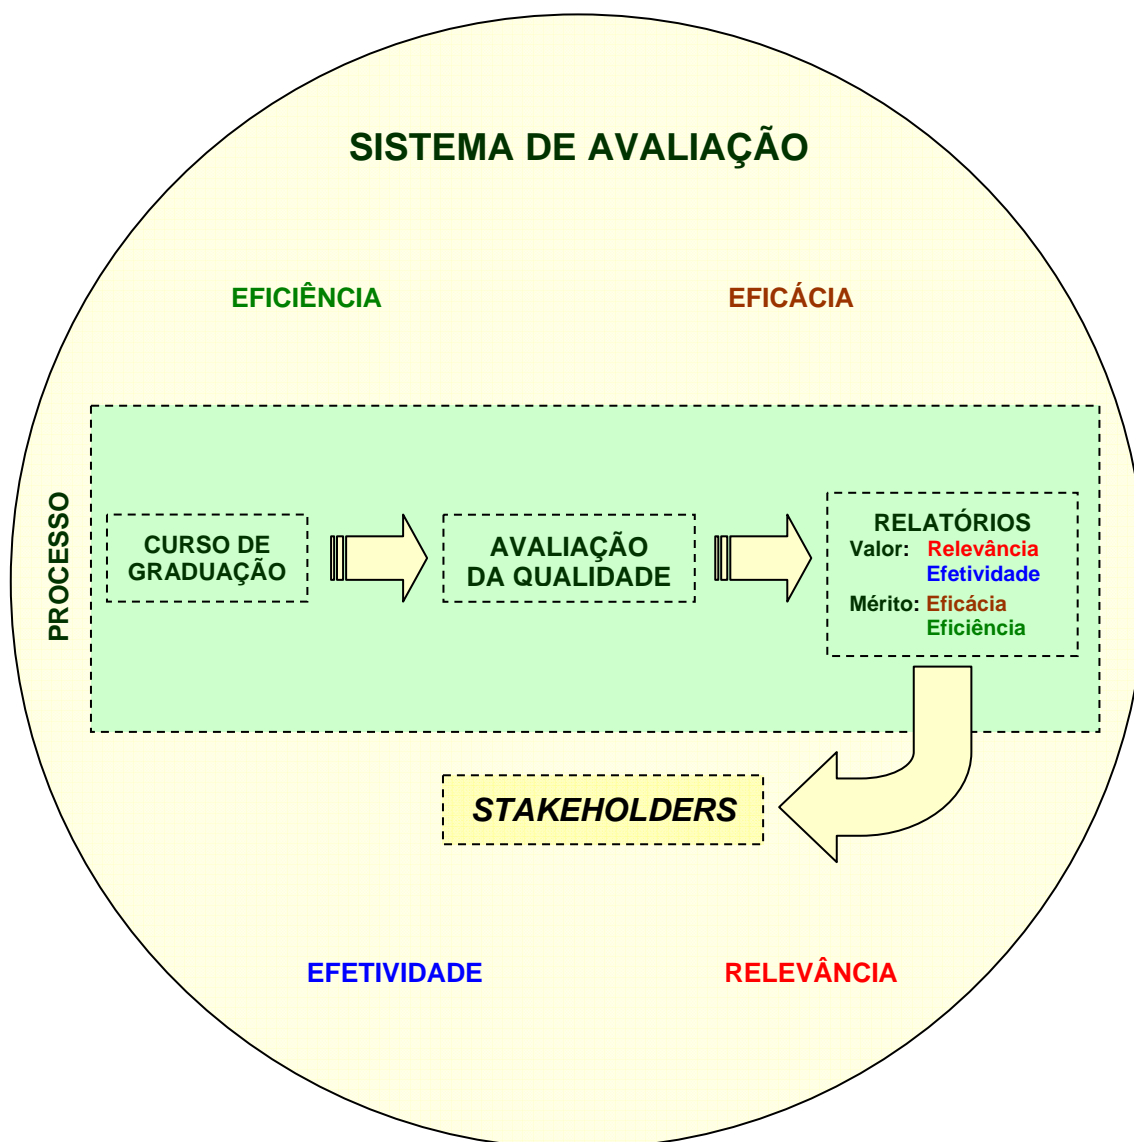 SISTEMA DE AVALIAÇÃO
EFICIÊNCIA
EFICÁCIA
PROCESSO
CURSO DE
GRADUAÇÃO
AVALIAÇÃO
DA QUALIDADE
RELATÓRIOS
Valor: Relevância
Efetividade
Mérito: Eficácia
Eficiência
STAKEHOLDERS
EFETIVIDADE
RELEVÂNCIA